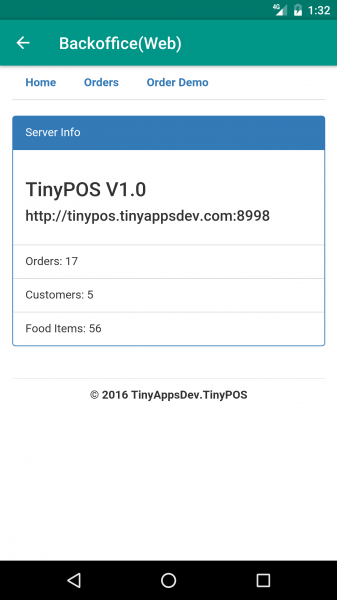 4G 1:32
Backoffice(Web)
Home Orders Order Demo
Server Info
TinyPOS V1.0
http://tinypos.tinyappsdev.com:8998
Orders: 17
Customers: 5
Food Items: 56
© 2016 TinyAppsDev.TinyPOS